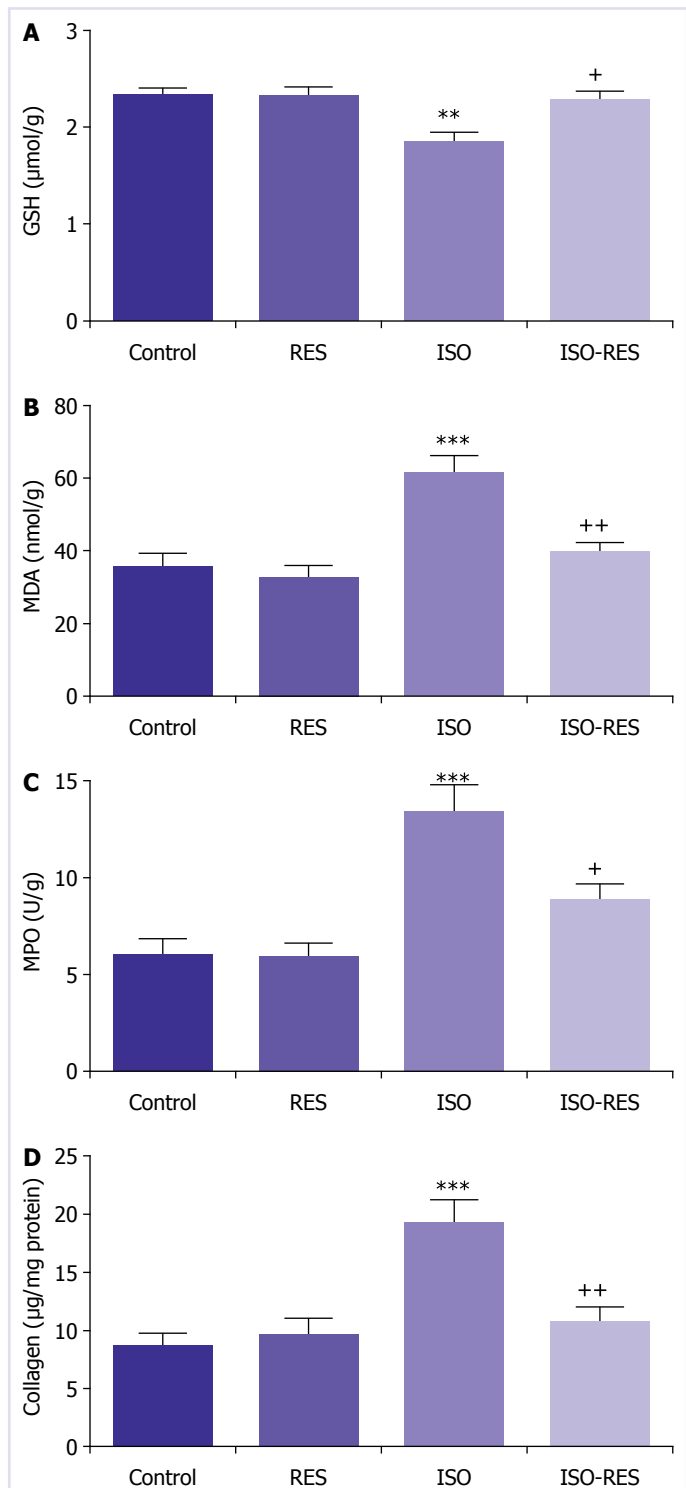 A
3
2
1
0
GSH (µmol/g)
**
+
Control RES ISO ISO-RES
B
80
60
40
20
0
MDA (nmol/g)
***
++
Control RES ISO ISO-RES
C
15
10
5
0
MPO (U/g)
***
+
Control RES ISO ISO-RES
D
25
20
15
10
5
0
Collagen (µg/mg protein)
***
++
Control RES ISO ISO-RES